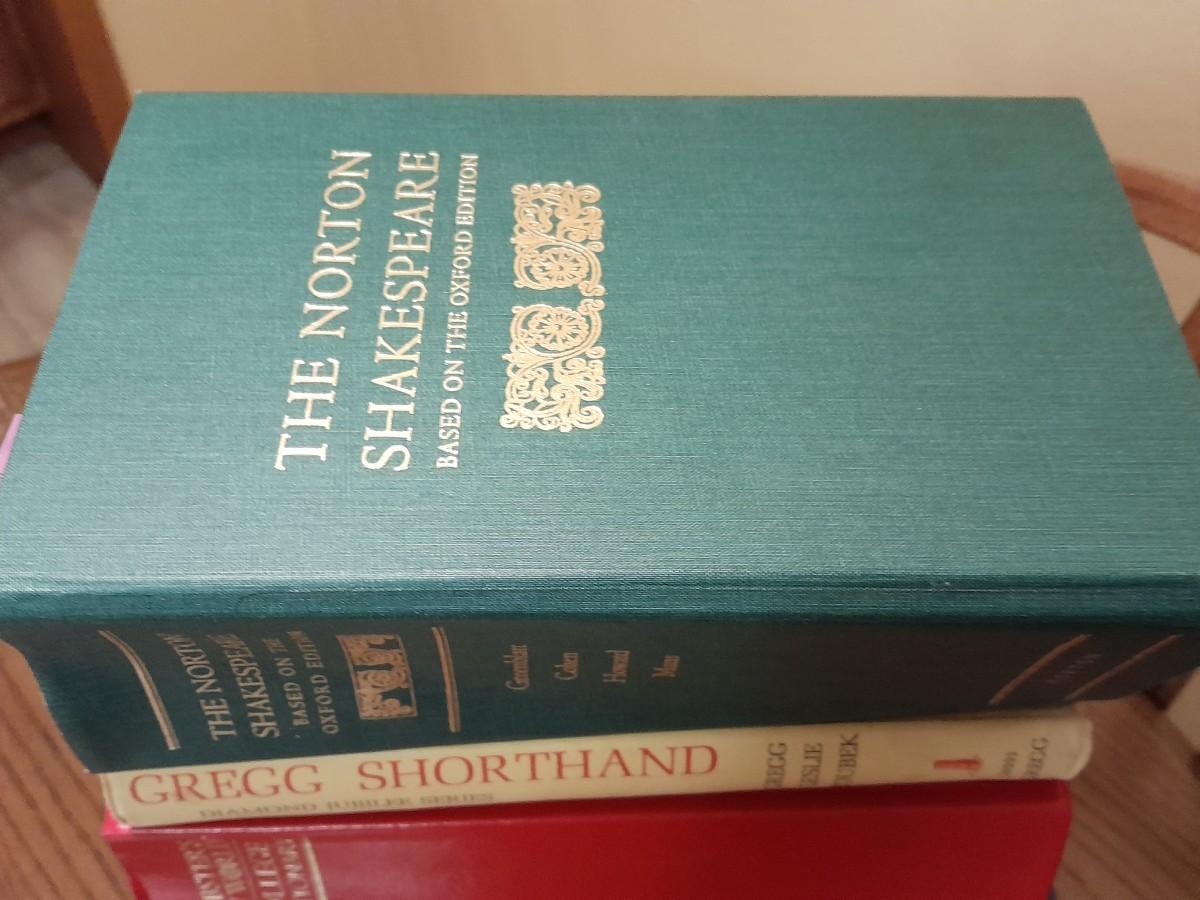 THE NORTON
SHAKESPEARE
BASED ON THE OXFORD EDITION
THE NORTON
SHAKESPEARE
BASED ON THE
OXFORD EDITION
Greenblatt
Cohen
Howard
Maus
NORTON
GREGG SHORTHAND
DIAMOND JUBILEE SERIES
GREGG
LESLIE
ZOUBEK
GREGG